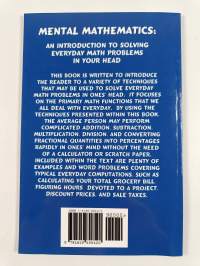 MENTAL MATHEMATICS:
AN INTRODUCTION TO SOLVING
EVERYDAY MATH PROBLEMS
IN YOUR HEAD
THIS BOOK IS WRITTEN TO INTRODUCE
THE READER TO A VARIETY OF TECHNIQUES
THAT MAY BE USED TO SOLVE EVERYDAY
MATH PROBLEMS IN ONES' HEAD. IT FOCUSES
ON THE PRIMARY MATH FUNCTIONS THAT WE
ALL DEAL WITH EVERYDAY. BY USING THE
TECHNIQUES PRESENTED WITHIN THIS BOOK,
THE AVERAGE PERSON MAY PERFORM
COMPLICATED ADDITION, SUBTRACTION,
MULTIPLICATION, DIVISION, AND CONVERTING
FRACTIONAL QUANTITIES INTO PERCENTAGES
RAPIDLY IN ONES' MIND WITHOUT THE NEED
OF A CALCULATOR OR SCRATCH PAPER.
INCLUDED WITHIN THE TEXT ARE PLENTY OF
EXAMPLES AND WORD PROBLEMS COVERING
TYPICAL EVERYDAY COMPUTATIONS, SUCH AS
CALCULATING YOUR TOTAL GROCERY BILL,
FIGURING HOURS DEVOTED TO A PROJECT,
DISCOUNT PRICES, AND SALE TAXES.
90000>